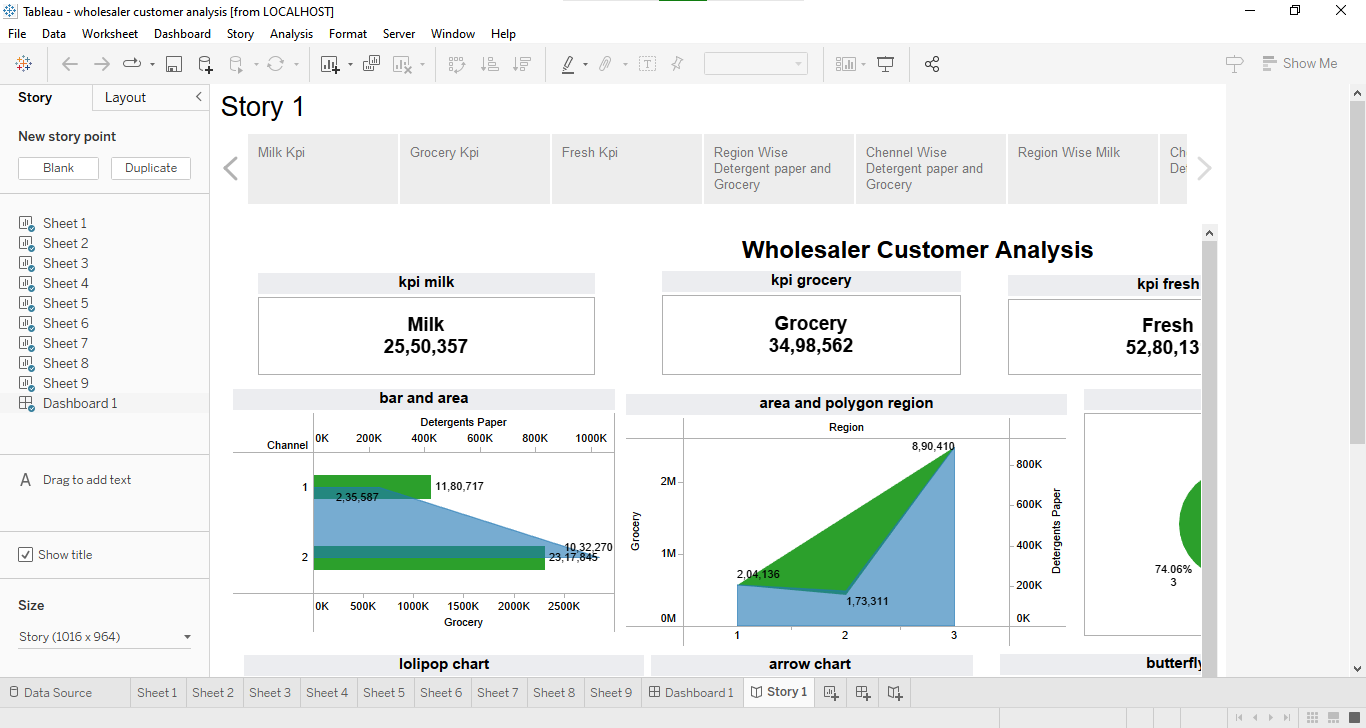 Tableau - wholesaler customer analysis [from LOCALHOST]
File Data Worksheet Dashboard Story Analysis Format Server Window Help
Show Me
Story Layout
New story point
Blank Duplicate
Sheet 1
Sheet 2
Sheet 3
Sheet 4
Sheet 5
Sheet 6
Sheet 7
Sheet 8
Sheet 9
Dashboard 1
A Drag to add text
Show title
Size
Story (1016 x 964)
Story 1
Milk Kpi
Grocery Kpi
Fresh Kpi
Region Wise
Detergent paper and
Grocery
Chennel Wise
Detergent paper and
Grocery
Region Wise Milk
Ch
Det
Wholesaler Customer Analysis
kpi milk
Milk
25,50,357
kpi grocery
Grocery
34,98,562
kpi fresh
Fresh
52,80,13
bar and area
Detergents Paper
Channel
0K 200K 400K 600K 800K 1000K
1
11,80,717
2,35,587
2
10,32,270
23,17,845
0K 500K 1000K 1500K 2000K 2500K
Grocery
area and polygon region
Region
8,90,410
2M
1M
0M
Grocery
2,04,136
1,73,311
800K
600K
400K
200K
0K
Detergents Paper
1 2 3
74.06%
3
lolipop chart
arrow chart
butterfly
Data Source Sheet 1 Sheet 2 Sheet 3 Sheet 4 Sheet 5 Sheet 6 Sheet 7 Sheet 8 Sheet 9 Dashboard 1 Story 1